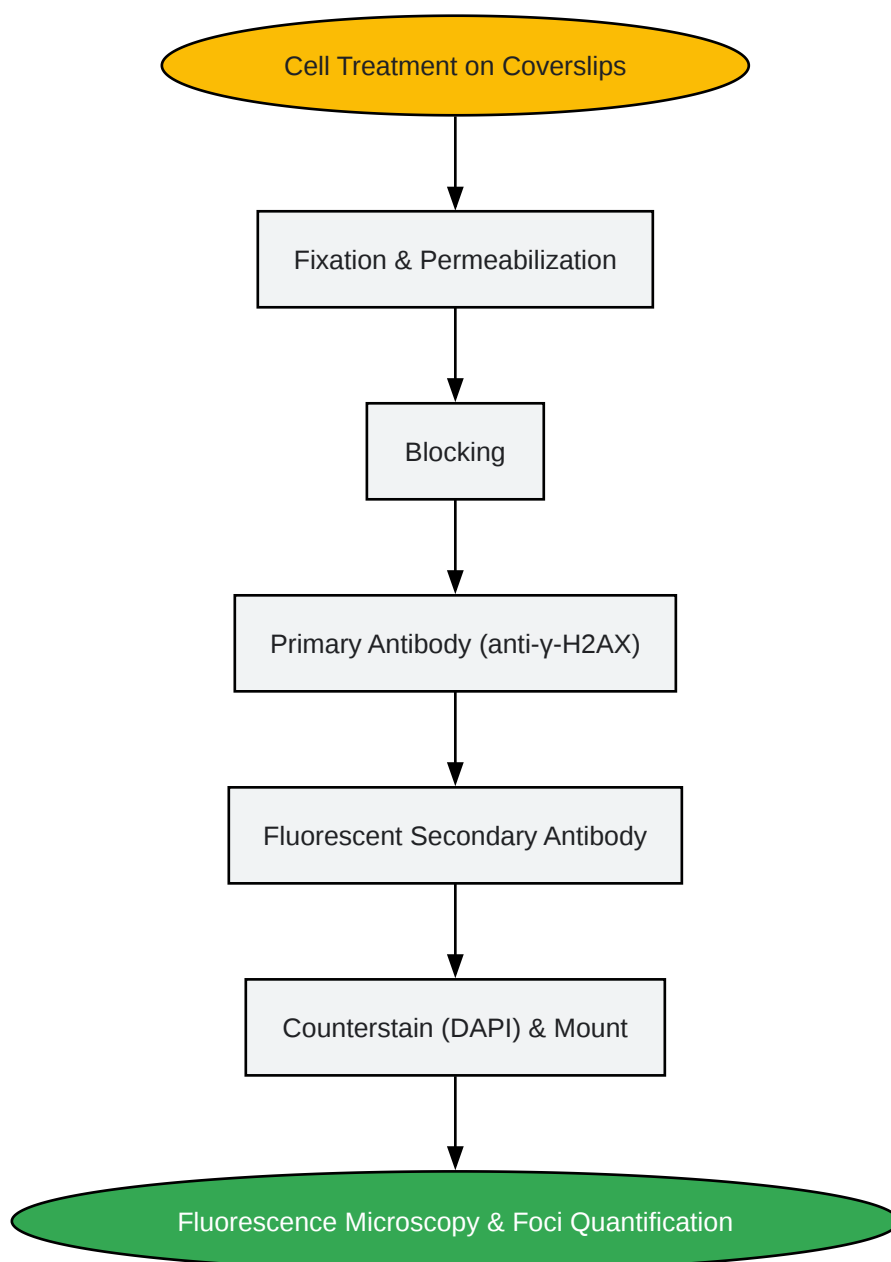 Cell Treatment on Coverslips
Fixation & Permeabilization
Blocking
Primary Antibody (anti-γ-H2AX)
Fluorescent Secondary Antibody
Counterstain (DAPI) & Mount
Fluorescence Microscopy & Foci Quantification